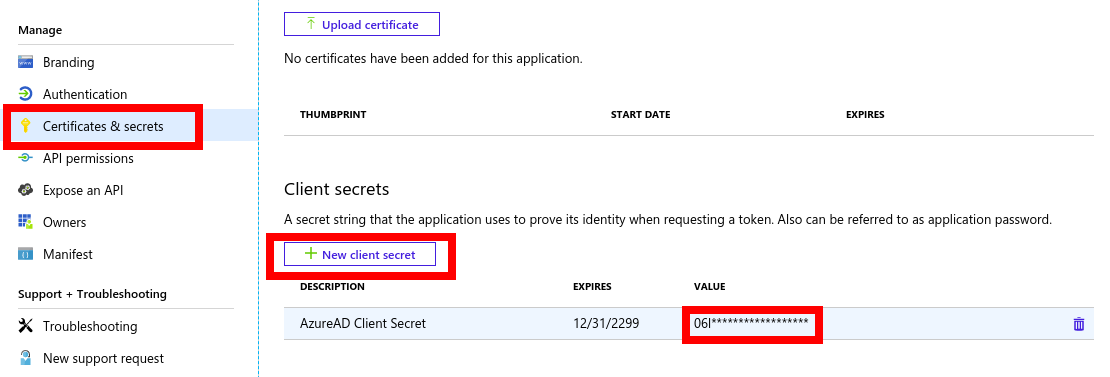 Manage
Branding
Authentication
Certificates & secrets
API permissions
Expose an API
Owners
Manifest
Support + Troubleshooting
Troubleshooting
New support request
Upload certificate
No certificates have been added for this application.
THUMBPRINT START DATE EXPIRES
Client secrets
A secret string that the application uses to prove its identity when requesting a token. Also can be referred to as application password.
New client secret
DESCRIPTION EXPIRES VALUE
AzureAD Client Secret 12/31/2299 06l******************